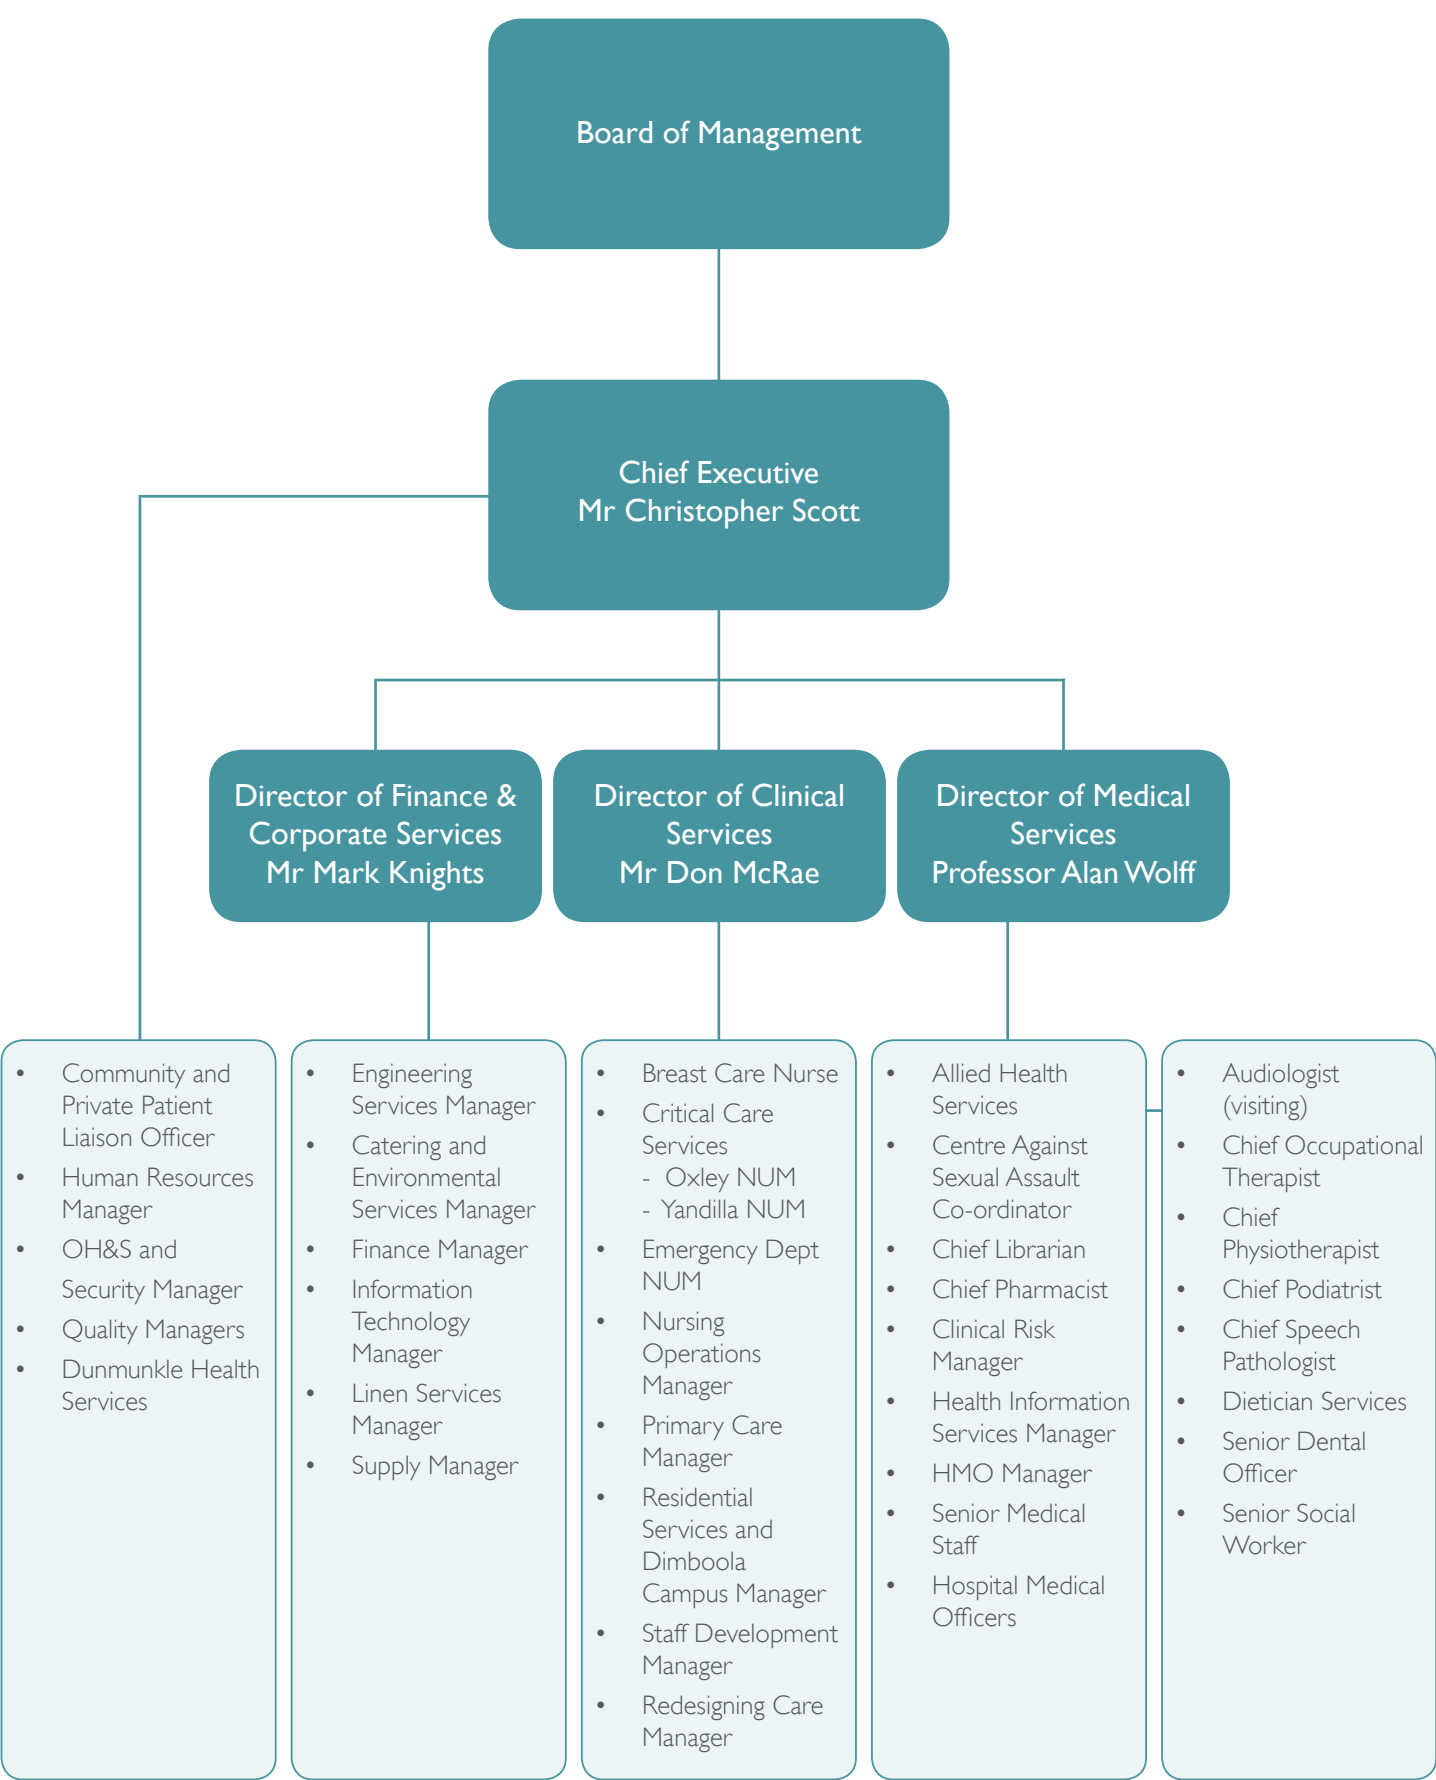 Board of Management
Chief Executive
Mr Christopher Scott
Director of Finance &
Corporate Services
Mr Mark Knights
Director of Clinical
Services
Mr Don McRae
Director of Medical
Services
Professor Alan Wolff
• Community and
Private Patient
Liaison Officer
• Human Resources
Manager
• OH&S and
Security Manager
• Quality Managers
• Dunmunkle Health
Services
• Engineering
Services Manager
• Catering and
Environmental
Services Manager
• Finance Manager
• Information
Technology
Manager
• Linen Services
Manager
• Supply Manager
• Breast Care Nurse
• Critical Care
Services
- Oxley NUM
- Yandilla NUM
• Emergency Dept
NUM
• Nursing
Operations
Manager
• Primary Care
Manager
• Residential
Services and
Dimboola
Campus Manager
• Staff Development
Manager
• Redesigning Care
Manager
• Allied Health
Services
• Centre Against
Sexual Assault
Co-ordinator
• Chief Librarian
• Chief Pharmacist
• Clinical Risk
Manager
• Health Information
Services Manager
• HMO Manager
• Senior Medical
Staff
• Hospital Medical
Officers
• Audiologist
(visiting)
• Chief Occupational
Therapist
• Chief
Physiotherapist
• Chief Podiatrist
• Chief Speech
Pathologist
• Dietician Services
• Senior Dental
Officer
• Senior Social
Worker